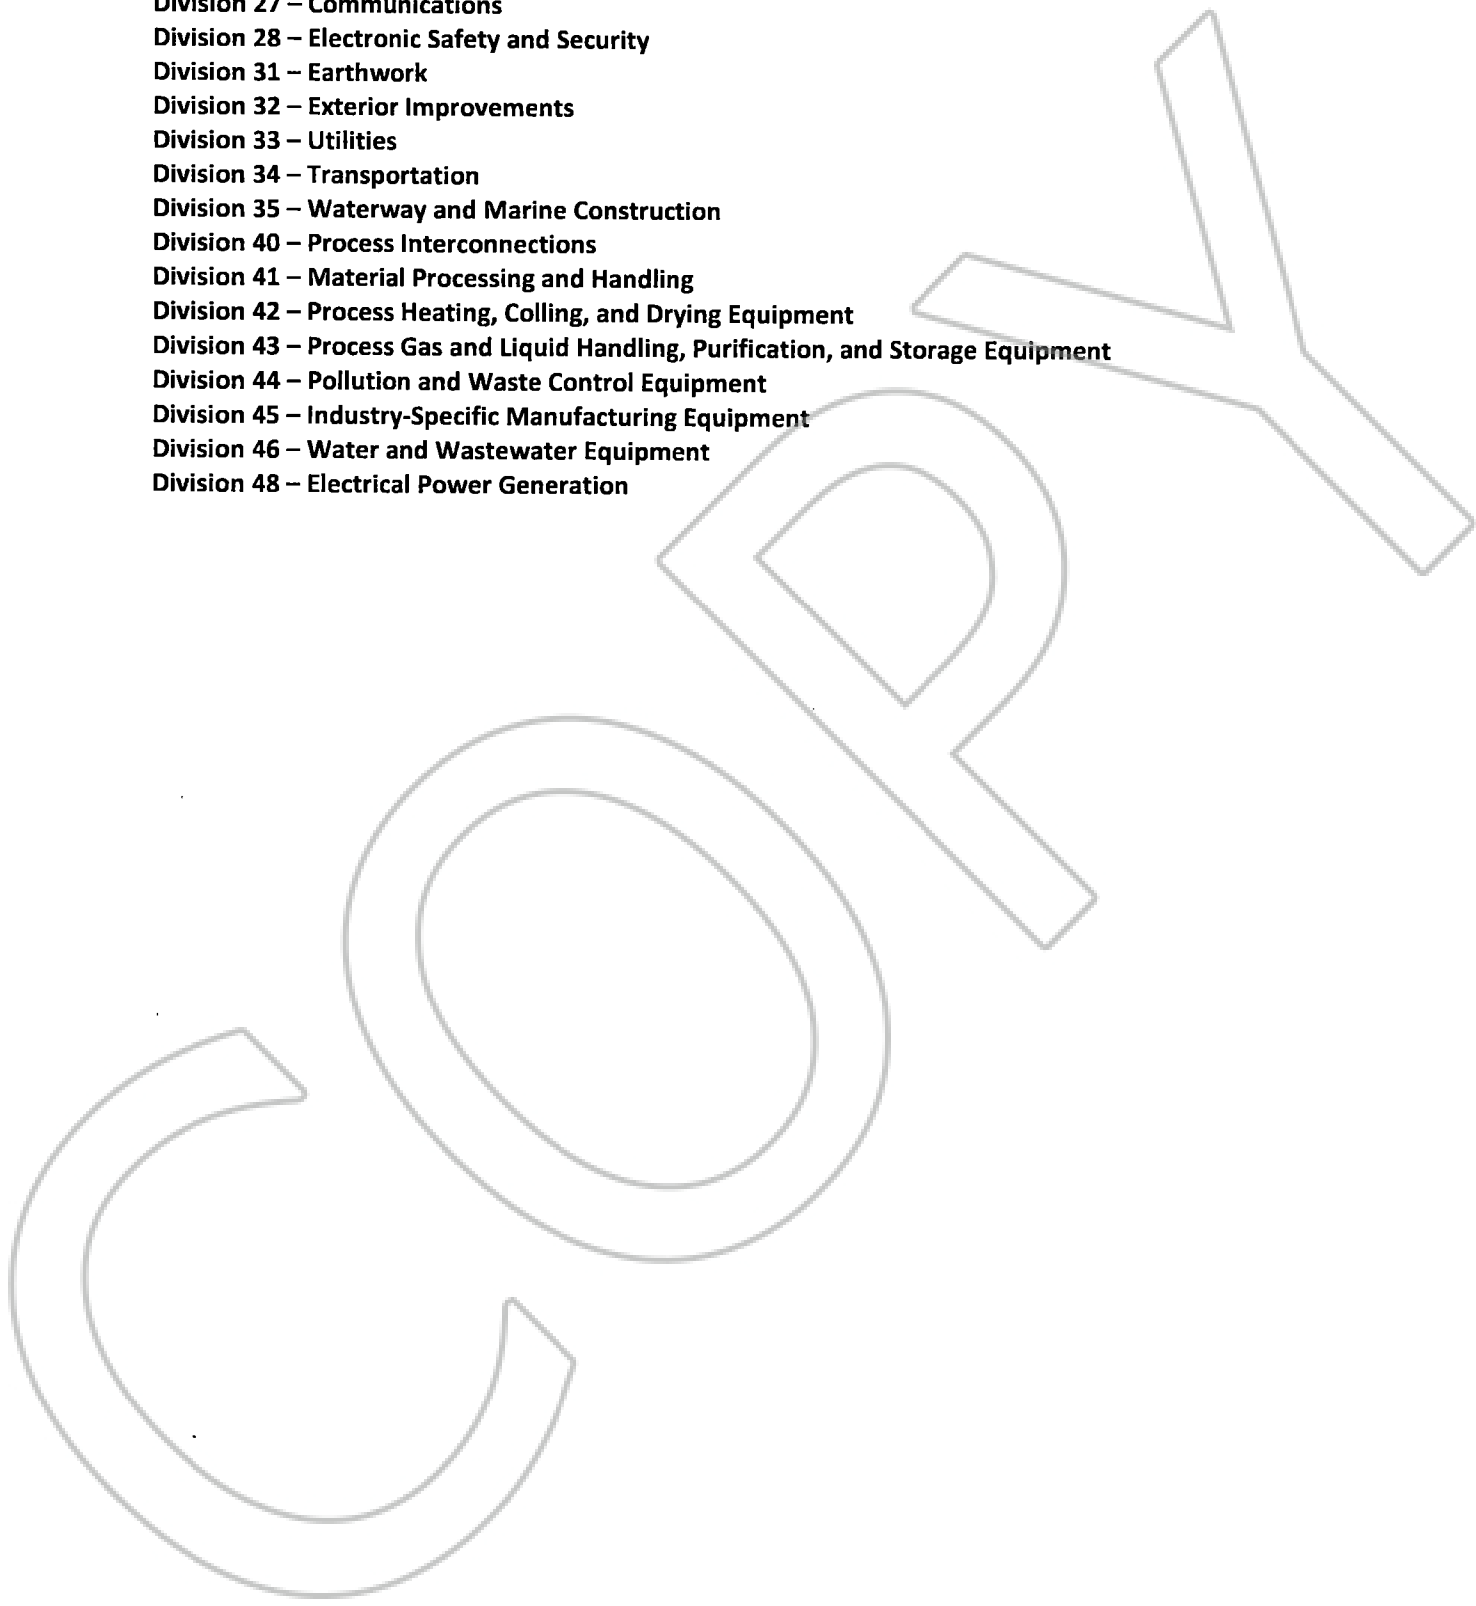 Division 27 – Communications
Division 28 – Electronic Safety and Security
Division 31 – Earthwork
Division 32 – Exterior Improvements
Division 33 – Utilities
Division 34 – Transportation
Division 35 – Waterway and Marine Construction
Division 40 – Process Interconnections
Division 41 – Material Processing and Handling
Division 42 – Process Heating, Colling, and Drying Equipment
Division 43 – Process Gas and Liquid Handling, Purification, and Storage Equipment
Division 44 – Pollution and Waste Control Equipment
Division 45 – Industry-Specific Manufacturing Equipment
Division 46 – Water and Wastewater Equipment
Division 48 – Electrical Power Generation
COPY